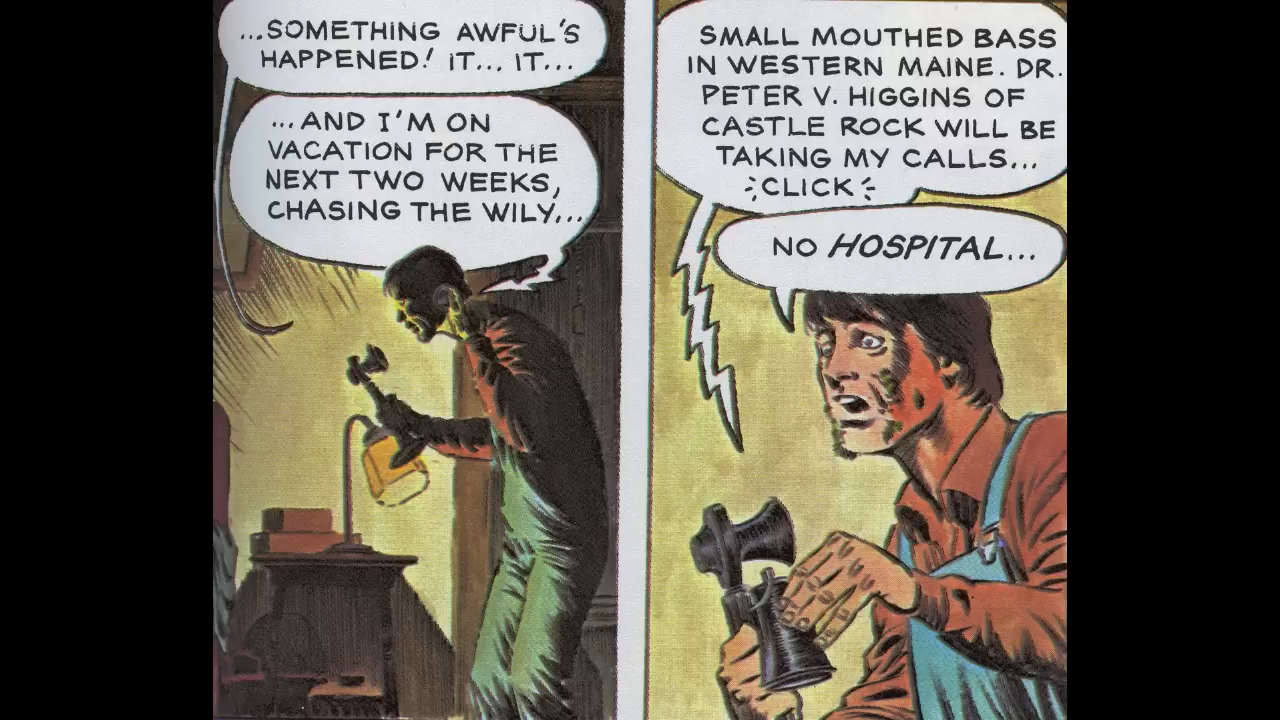 ...SOMETHING AWFUL'S
HAPPENED! IT... IT...
...AND I'M ON
VACATION FOR THE
NEXT TWO WEEKS,
CHASING THE WILY...
SMALL MOUTHED BASS
IN WESTERN MAINE. DR.
PETER V. HIGGINS OF
CASTLE ROCK WILL BE
TAKING MY CALLS...
CLICK
NO HOSPITAL...